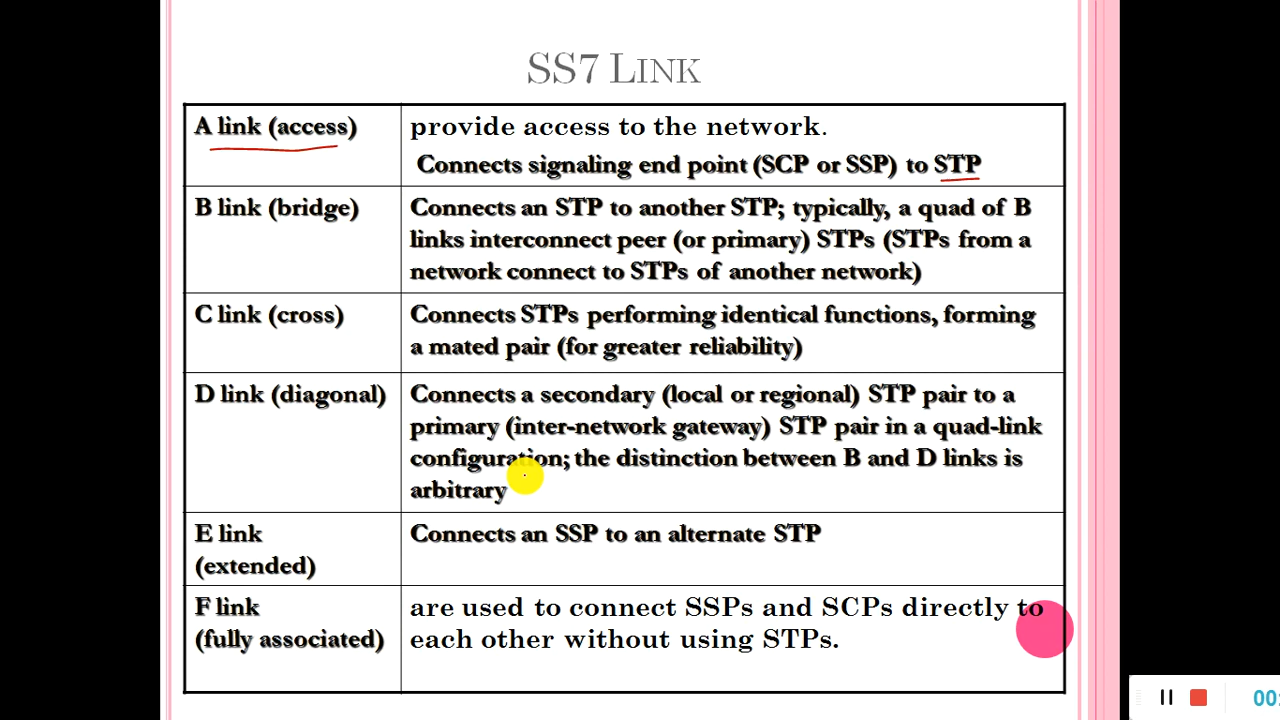 SS7 LINK
A link (access)
provide access to the network.
Connects signaling end point (SCP or SSP) to STP
B link (bridge)
Connects an STP to another STP; typically, a quad of B
links interconnect peer (or primary) STPs (STPs from a
network connect to STPs of another network)
C link (cross)
Connects STPs performing identical functions, forming
a mated pair (for greater reliability)
D link (diagonal)
Connects a secondary (local or regional) STP pair to a
primary (inter-network gateway) STP pair in a quad-link
configuration; the distinction between B and D links is
arbitrary
E link
(extended)
Connects an SSP to an alternate STP
F link
(fully associated)
are used to connect SSPs and SCPs directly to
each other without using STPs.
00: